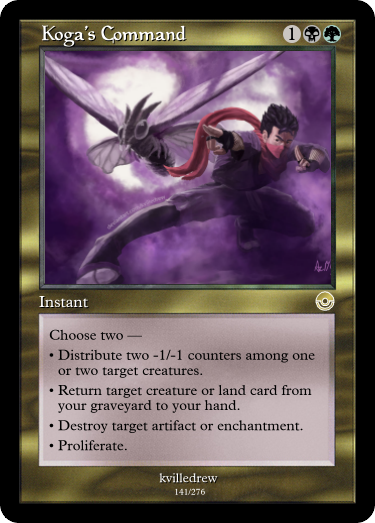 Koga's Command 1
Instant
Choose two —
• Distribute two -1/-1 counters among one
or two target creatures.
• Return target creature or land card from
your graveyard to your hand.
• Destroy target artifact or enchantment.
• Proliferate.
kvilledrew
141/276